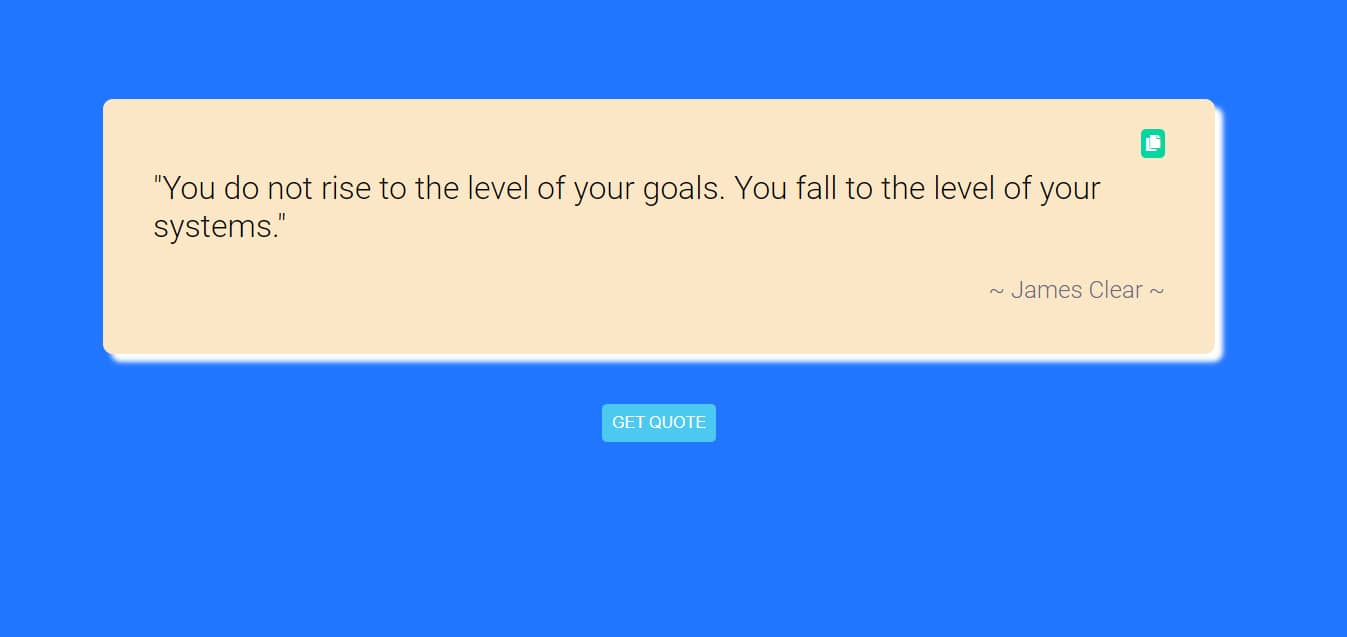 "You do not rise to the level of your goals. You fall to the level of your
systems."
~ James Clear ~
GET QUOTE